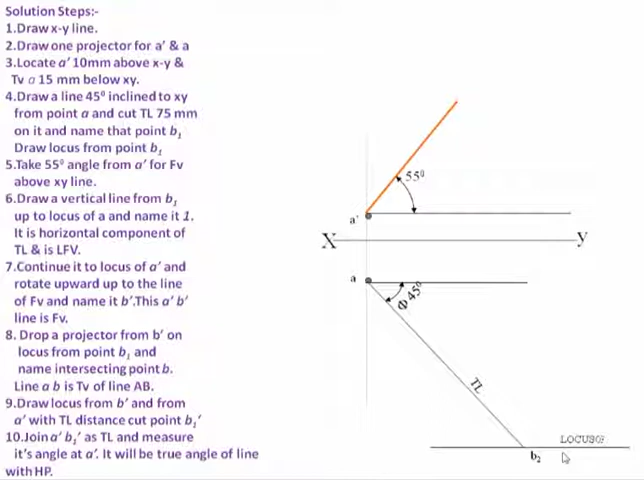 Solution Steps:-
1.Draw x-y line.
2.Draw one projector for a' & a
3.Locate a' 10mm above x-y &
Tv a 15 mm below xy.
4.Draw a line 45⁰ inclined to xy
from point a and cut TL 75 mm
on it and name that point b₁
Draw locus from point b₁
5.Take 55⁰ angle from a' for Fv
above xy line.
6.Draw a vertical line from b₁
up to locus of a and name it 1.
It is horizontal component of
TL & is LFV.
7.Continue it to locus of a' and
rotate upward up to the line
of Fv and name it b'.This a' b'
line is Fv.
8. Drop a projector from b' on
locus from point b₁ and
name intersecting point b.
Line a b is Tv of line AB.
9.Draw locus from b' and from
a' with TL distance cut point b₁'
10.Join a' b₁' as TL and measure
it's angle at a'. It will be true angle of line
with HP.
55⁰
a'
X
y
a
Φ 45⁰
TL
LOCUS OF
b₂